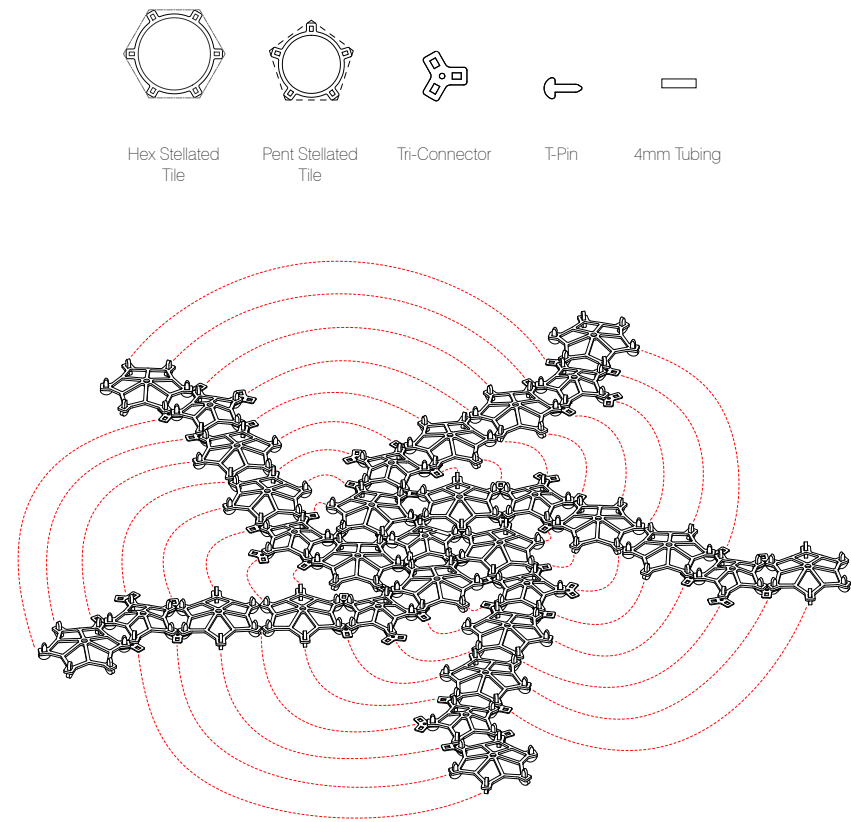 Hex Stellated
Tile
Pent Stellated
Tile
Tri-Connector
T-Pin
4mm Tubing